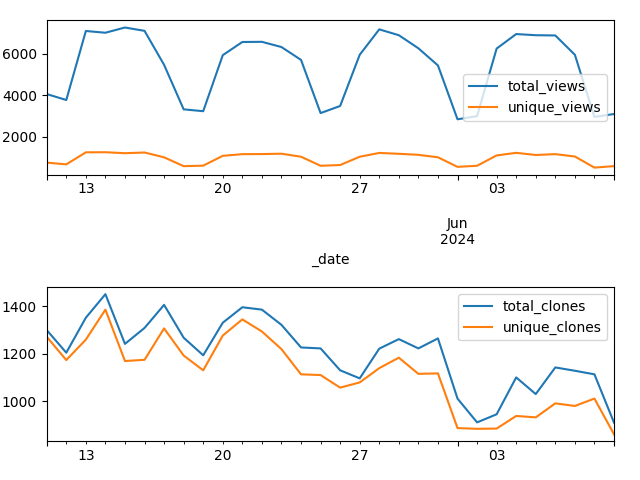 6000
4000
2000
total_views
unique_views
13
20
27
03
Jun
2024
_date
1400
1200
1000
total_clones
unique_clones
13
20
27
03